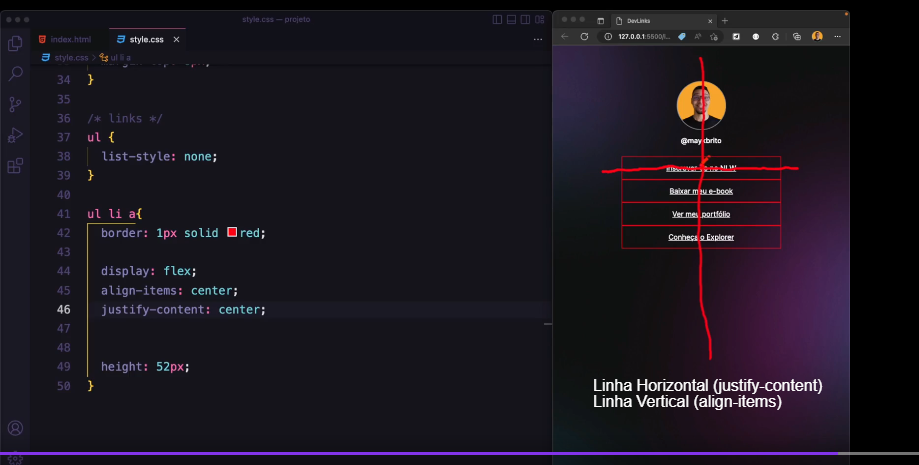 style.css — projeto
index.html
style.css
style.css > ul li a
34 }
35
36 /* links */
37 ul {
38 list-style: none;
39 }
40
41 ul li a{
42 border: 1px solid red;
43
44 display: flex;
45 align-items: center;
46 justify-content: center;
47
48
49 height: 52px;
50 }
DevLinks
127.0.0.1:5500/i...
@maykbrito
Inscrever-se no NLW
Baixar meu e-book
Ver meu portfólio
Conheça o Explorer
Linha Horizontal (justify-content)
Linha Vertical (align-items)